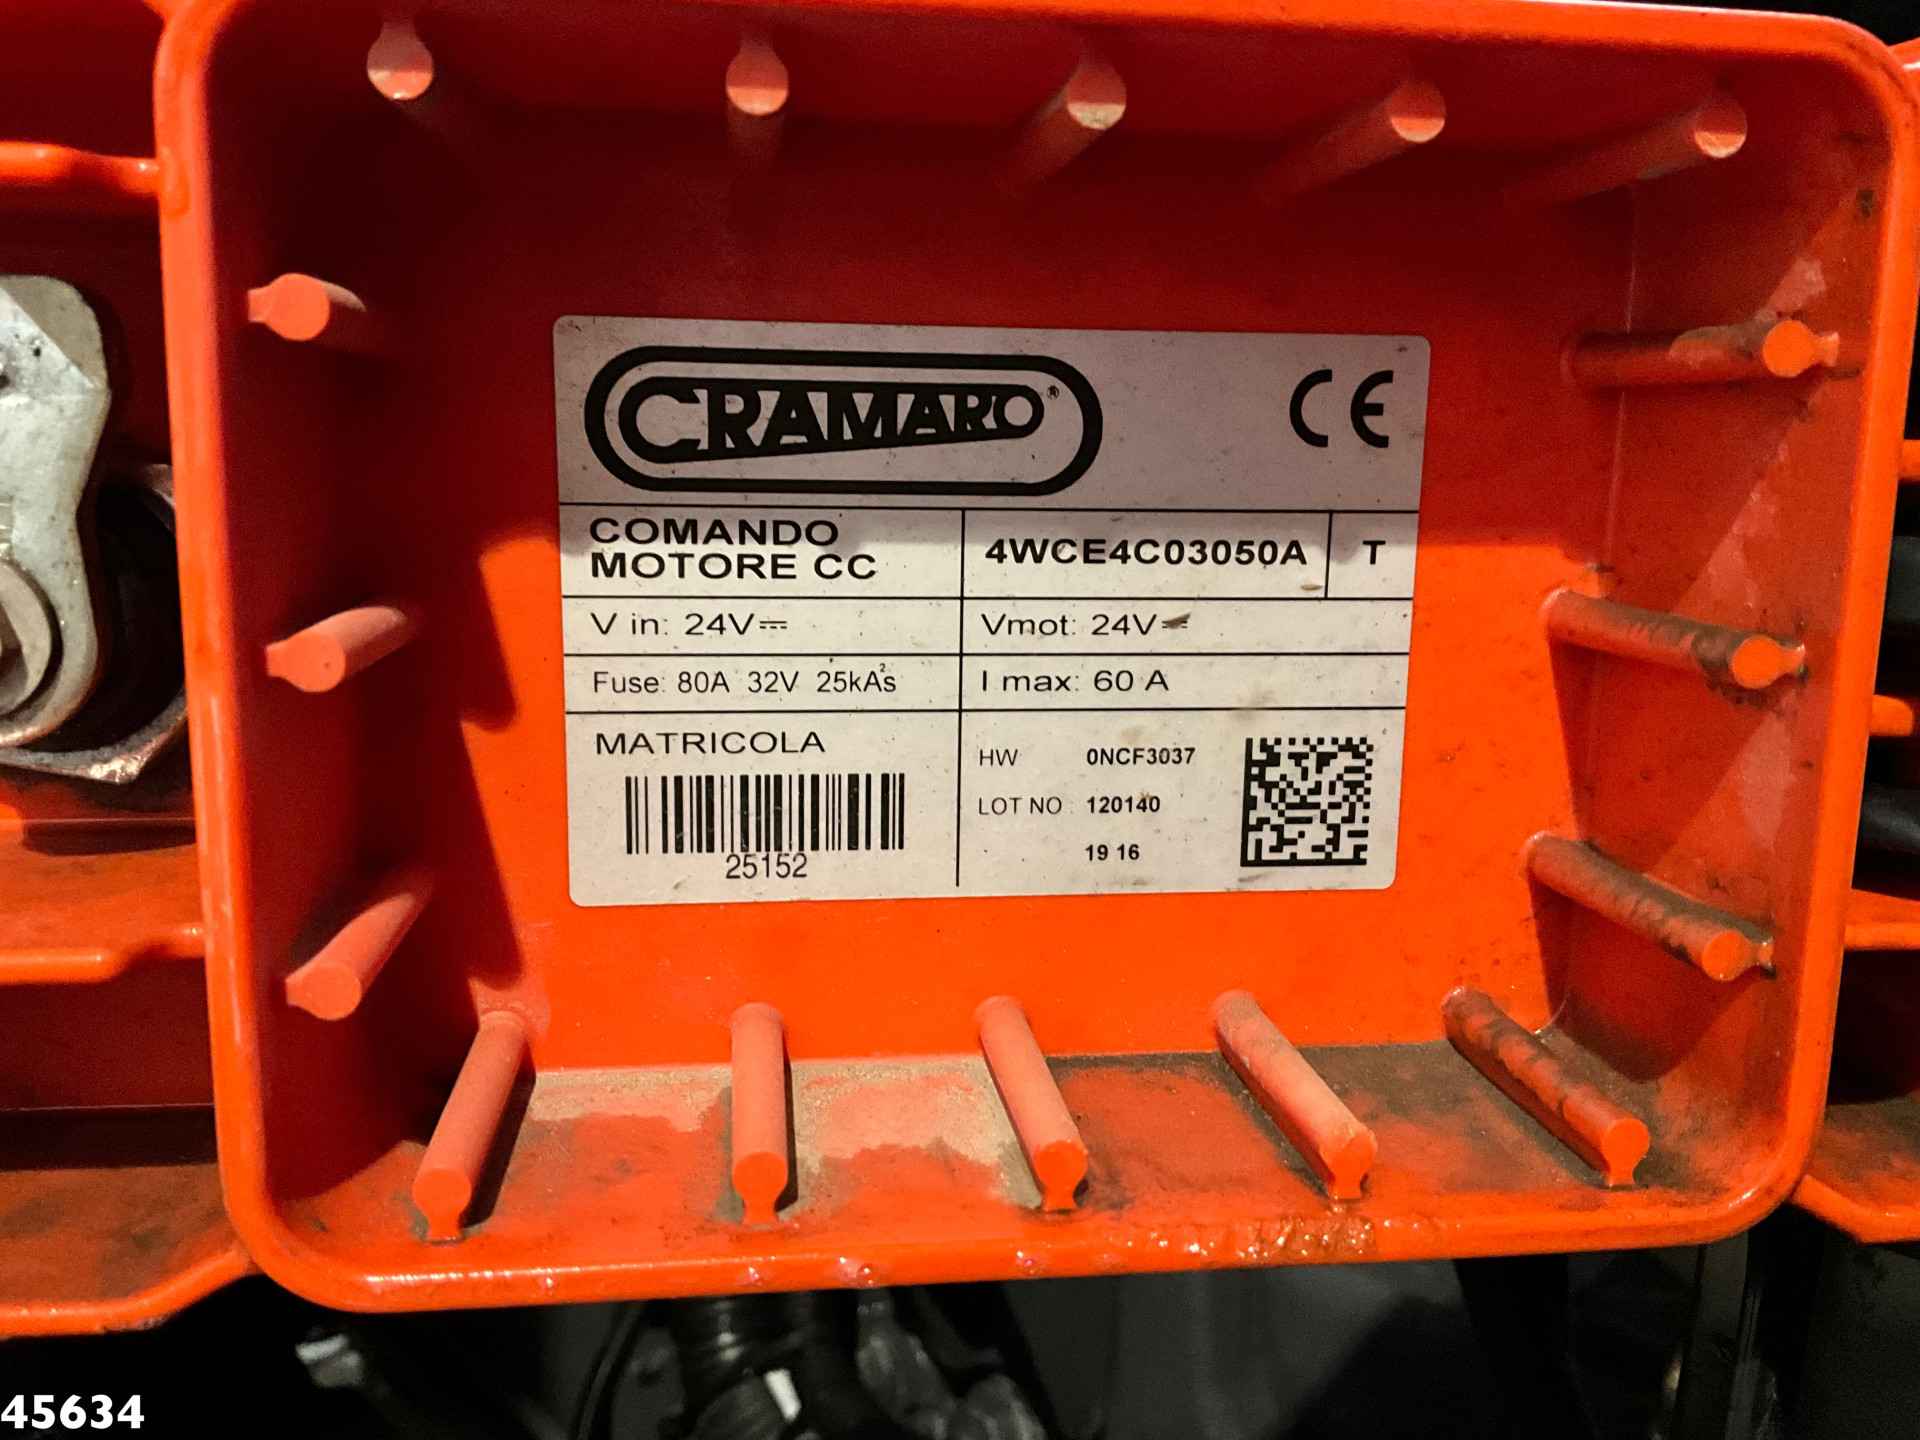 CRAMARO®
CE
COMANDO
MOTORE CC
4WCE4C03050A
T
V in: 24V⎓
Vmot: 24V⎓
Fuse: 80A 32V 25kA²s
I max: 60 A
MATRICOLA
25152
HW 0NCF3037
LOT NO : 120140
19 16
45634